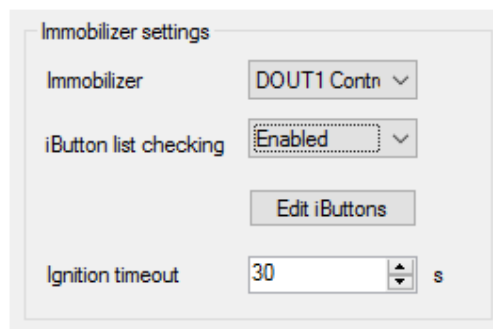 Immobilizer settings
Immobilizer DOUT1 Contr
iButton list checking Enabled
Edit iButtons
Ignition timeout 30 s